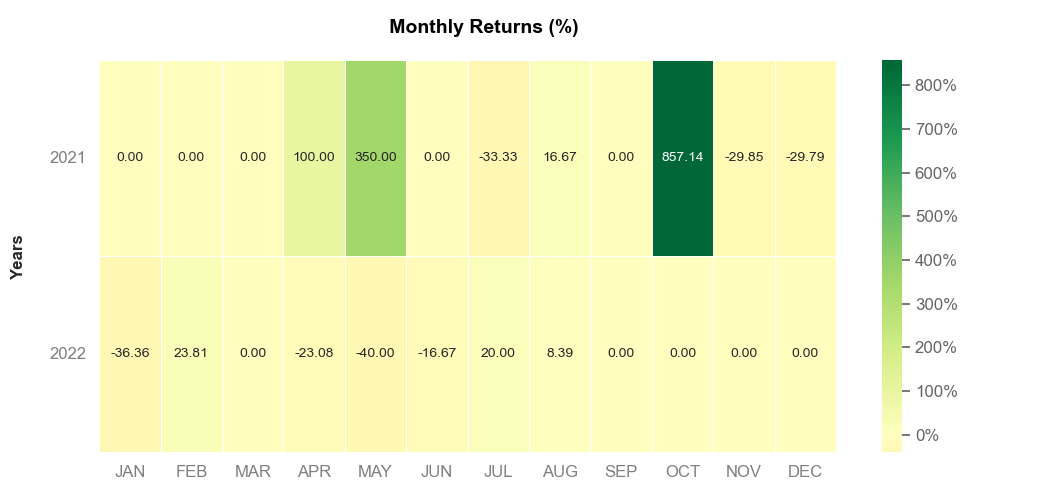 Monthly Returns (%)
Years
2021 0.00 0.00 0.00 100.00 350.00 0.00 -33.33 16.67 0.00 857.14 -29.85 -29.79
2022 -36.36 23.81 0.00 -23.08 -40.00 -16.67 20.00 8.39 0.00 0.00 0.00 0.00
JAN FEB MAR APR MAY JUN JUL AUG SEP OCT NOV DEC
800%
700%
600%
500%
400%
300%
200%
100%
0%